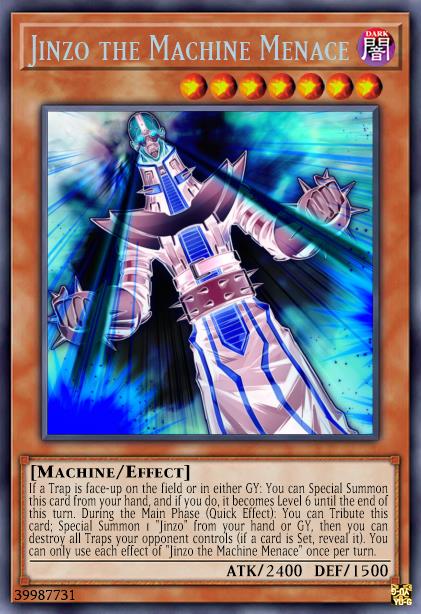 Jinzo the Machine Menace
DARK
闇
[Machine/Effect]
If a Trap is face-up on the field or in either GY: You can Special Summon
this card from your hand, and if you do, it becomes Level 6 until the end of
this turn. During the Main Phase (Quick Effect): You can Tribute this
card; Special Summon 1 "Jinzo" from your hand or GY, then you can
destroy all Traps your opponent controls (if a card is Set, reveal it). You
can only use each effect of "Jinzo the Machine Menace" once per turn.
ATK/2400 DEF/1500
39987731